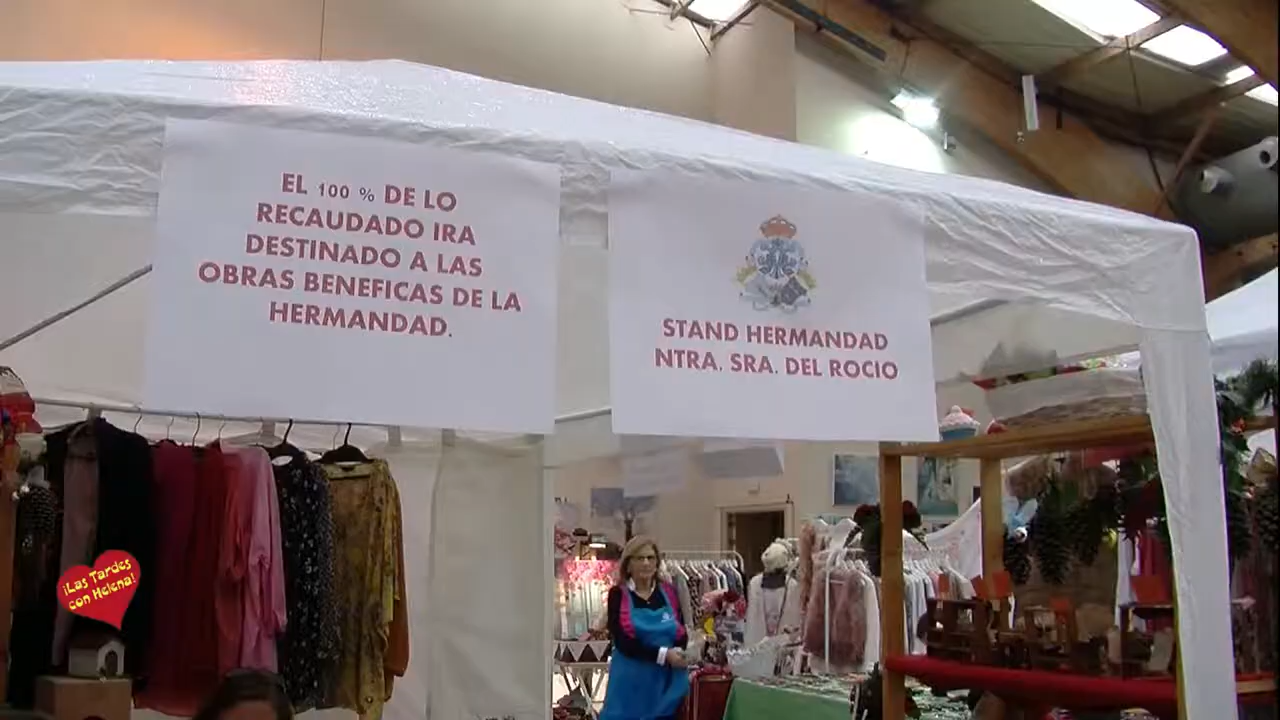 EL 100 % DE LO
RECAUDADO IRA
DESTINADO A LAS
OBRAS BENEFICAS DE LA
HERMANDAD.
STAND HERMANDAD
NTRA. SRA. DEL ROCIO
¡Las Tardes
con Helena!